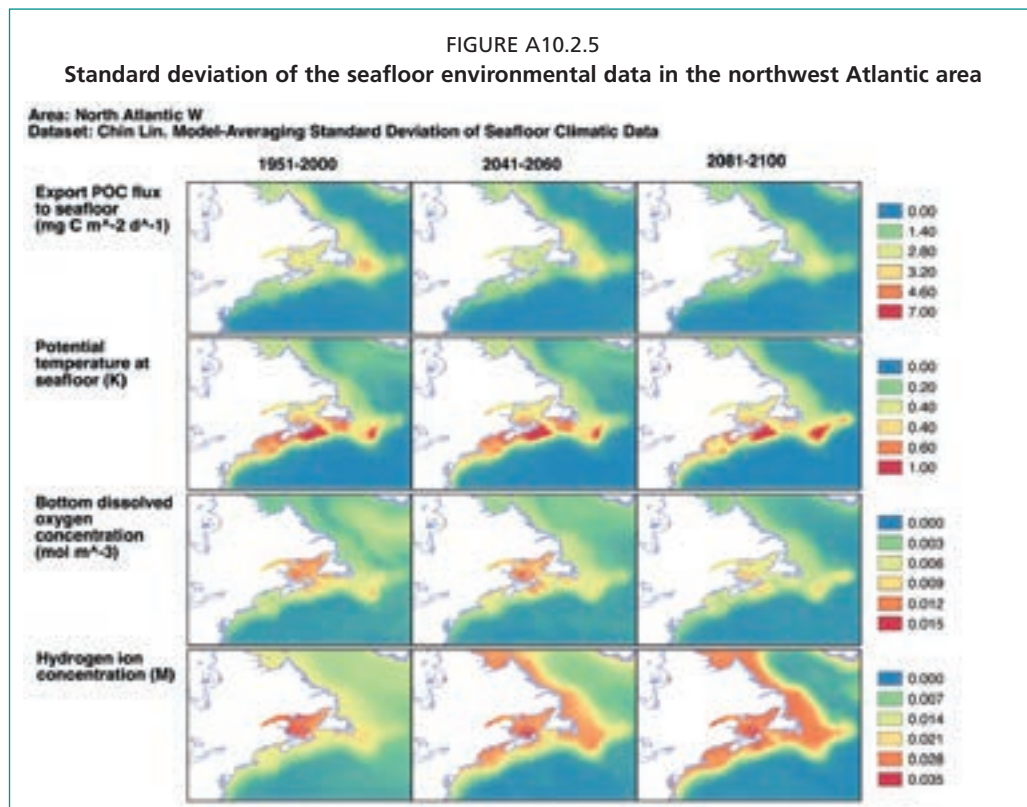 FIGURE A10.2.5
Standard deviation of the seafloor environmental data in the northwest Atlantic area
Area: North Atlantic W
Dataset: Chin Lin. Model-Averaging Standard Deviation of Seafloor Climatic Data
1951-2000 2041-2060 2081-2100
Export POC flux
to seafloor
(mg C m^-2 d^-1)
0.00
1.40
2.80
3.20
4.60
7.00
Potential
temperature at
seafloor (K)
0.00
0.20
0.40
0.40
0.60
1.00
Bottom dissolved
oxygen
concentration
(mol m^-3)
0.000
0.003
0.006
0.009
0.012
0.015
Hydrogen ion
concentration (M)
0.000
0.007
0.014
0.021
0.028
0.035